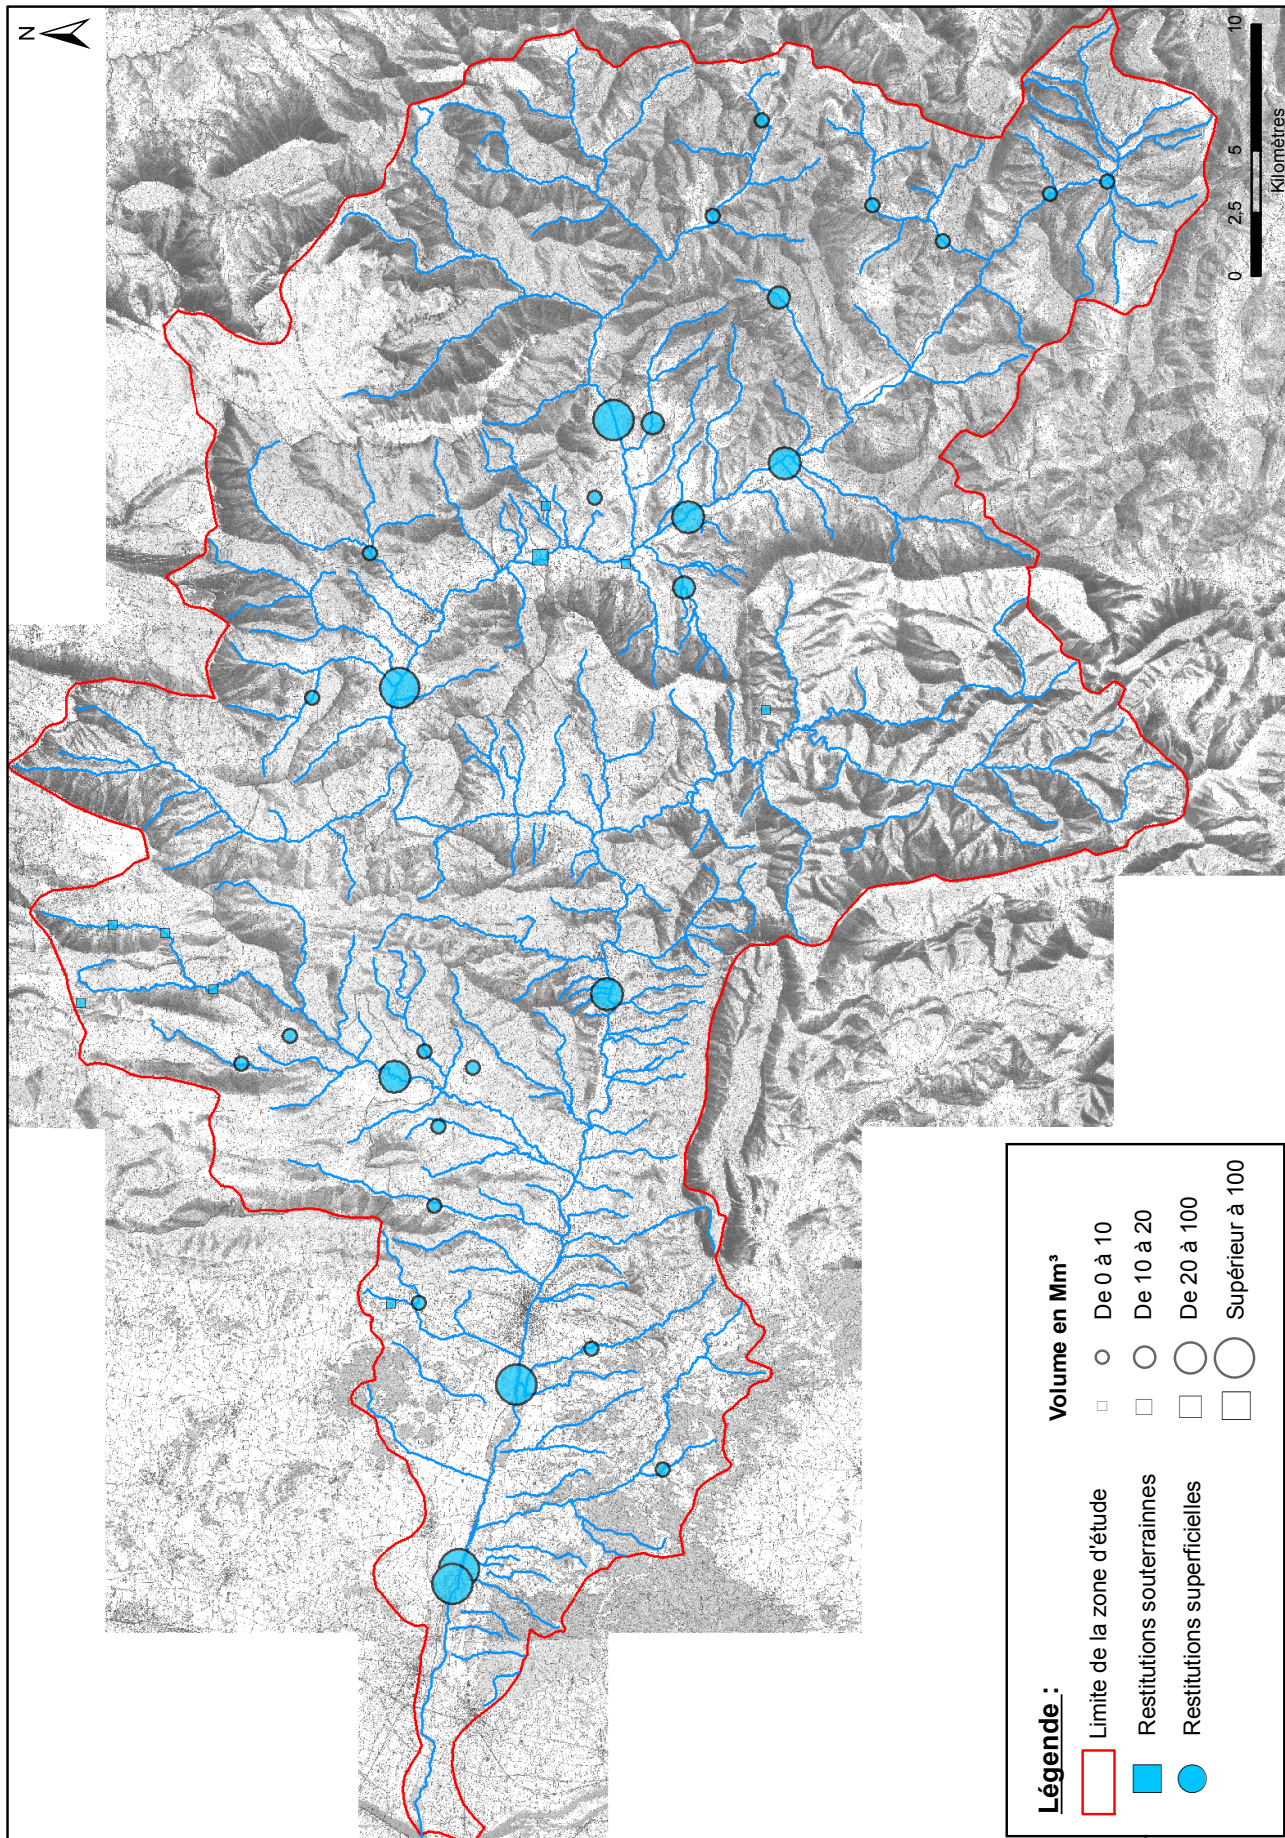 N
0 2,5 5 10
Kilomètres
Légende :
Limite de la zone d'étude
Restitutions souterraines
Restitutions superficielles
Volume en Mm³
De 0 à 10
De 10 à 20
De 20 à 100
Supérieur à 100